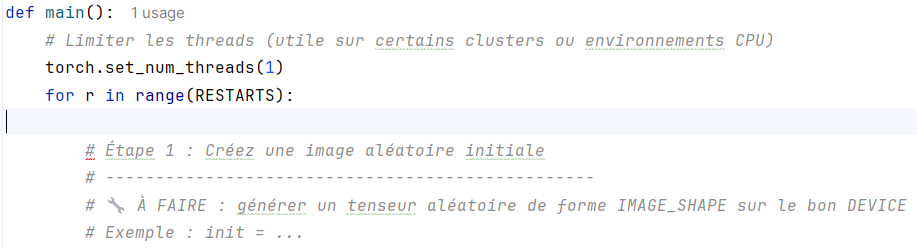 def main():  1 usage
# Limiter les threads (utile sur certains clusters ou environnements CPU)
torch.set_num_threads(1)
for r in range(RESTARTS):
# Étape 1 : Créez une image aléatoire initiale
# -------------------------------------------------
# 🔧 À FAIRE : générer un tenseur aléatoire de forme IMAGE_SHAPE sur le bon DEVICE
# Exemple : init = ...